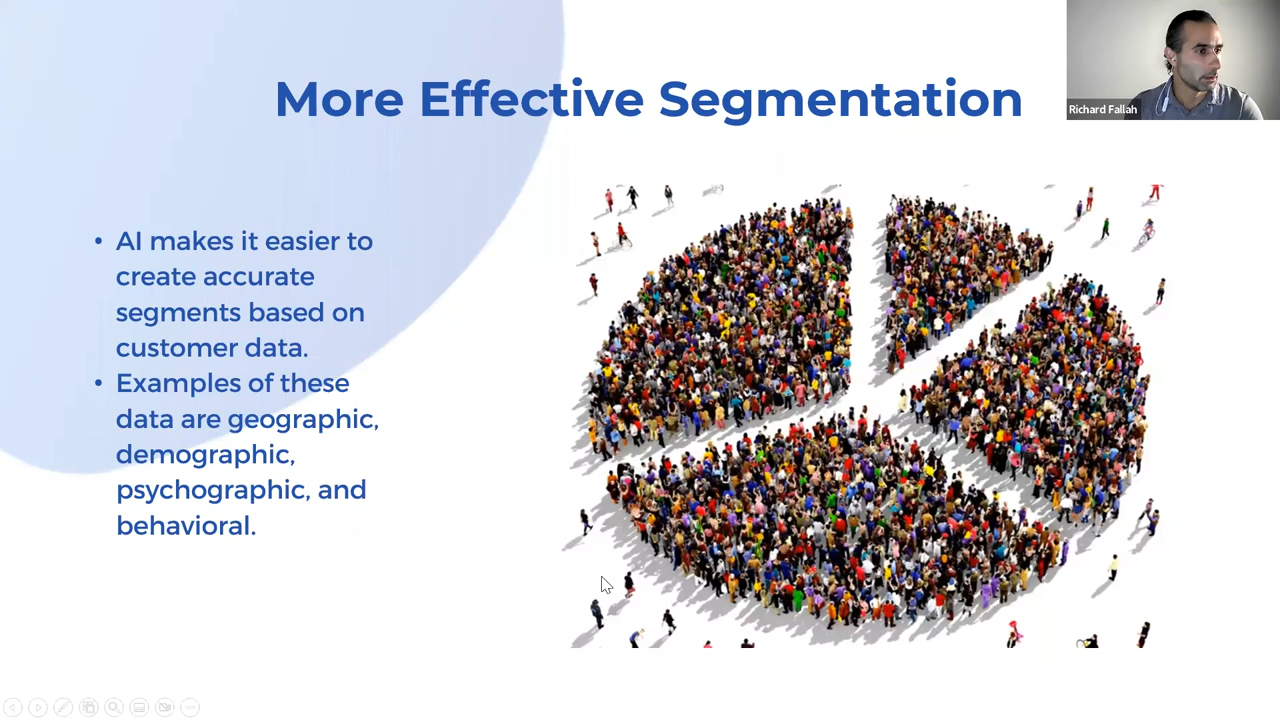 More Effective Segmentation
Richard Fallah
• AI makes it easier to
create accurate
segments based on
customer data.
• Examples of these
data are geographic,
demographic,
psychographic, and
behavioral.